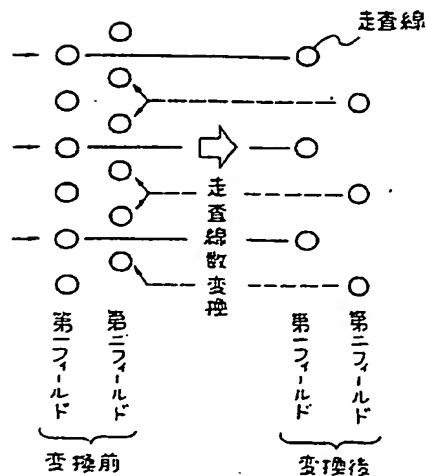 走査線
走査線数変換
第一フィールド
第二フィールド
第一フィールド
第二フィールド
変換前
変換後